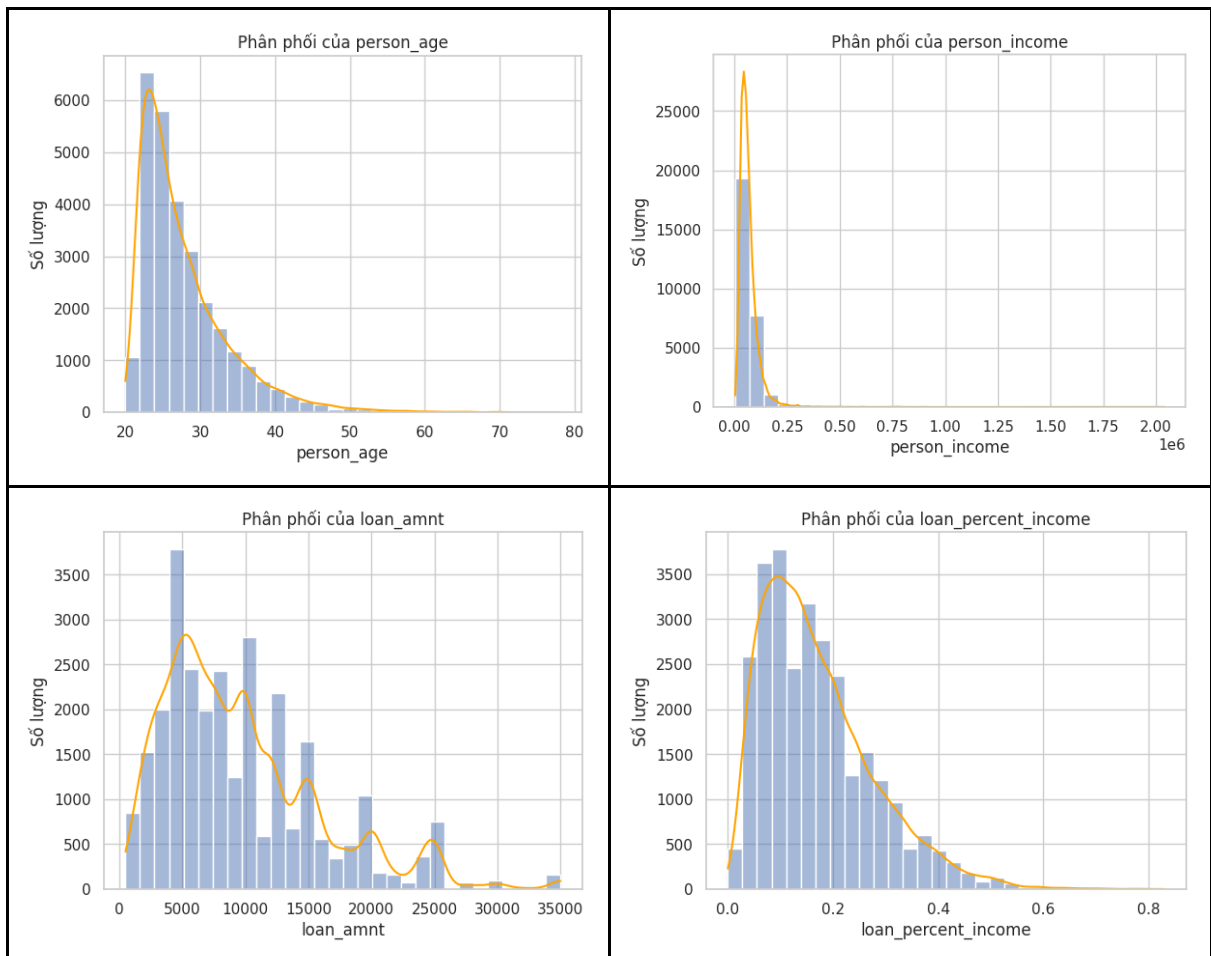 Phân phối của person_age
6000
5000
4000
3000
2000
1000
0
Số lượng
20 30 40 50 60 70 80
person_age
Phân phối của person_income
25000
20000
15000
10000
5000
0
Số lượng
0.00 0.25 0.50 0.75 1.00 1.25 1.50 1.75 2.00
1e6
person_income
Phân phối của loan_amnt
3500
3000
2500
2000
1500
1000
500
0
Số lượng
0 5000 10000 15000 20000 25000 30000 35000
loan_amnt
Phân phối của loan_percent_income
3500
3000
2500
2000
1500
1000
500
0
Số lượng
0.0 0.2 0.4 0.6 0.8
loan_percent_income